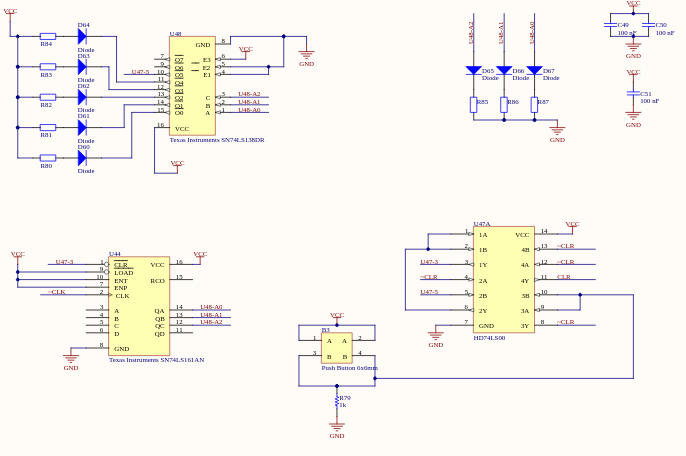 VCC
D64
R84
Diode
D63
R83
Diode
D62
R82
Diode
D61
R81
Diode
D60
R80
Diode
U48
GND 8
7 O7
E3 6
VCC
GND
9 O6
E2 5
U47-5 10 O5
E1 4
11 O4
12 O3
13 O2
C 3 U48-A2
14 O1
B 2 U48-A1
15 O0
A 1 U48-A0
16 VCC
Texas Instruments SN74LS138DR
VCC
U48-A2
U48-A1
U48-A0
D65
Diode
D66
Diode
D67
Diode
R85
R86
R87
GND
VCC
C49
100 nF
C50
100 nF
GND
VCC
C51
100 nF
GND
VCC
U44
VCC
U47-3 1 CLR
VCC 16
9 LOAD
10 ENT
RCO 15
7 ENP
~CLK 2 CLK
3 A
QA 14 U48-A0
4 B
QB 13 U48-A1
5 C
QC 12 U48-A2
6 D
QD 11
8 GND
GND
Texas Instruments SN74LS161AN
VCC
B3
1 A A 2
3 B B 4
Push Button 6x6mm
R79
1k
GND
U47A
VCC
1 1A
VCC 14
2 1B
4B 13 ~CLR
U47-3 3 1Y
4A 12 ~CLR
~CLR 4 2A
4Y 11 CLR
U47-5 5 2B
3B 10
6 2Y
3A 9
7 GND
3Y 8 ~CLR
GND
HD74LS00